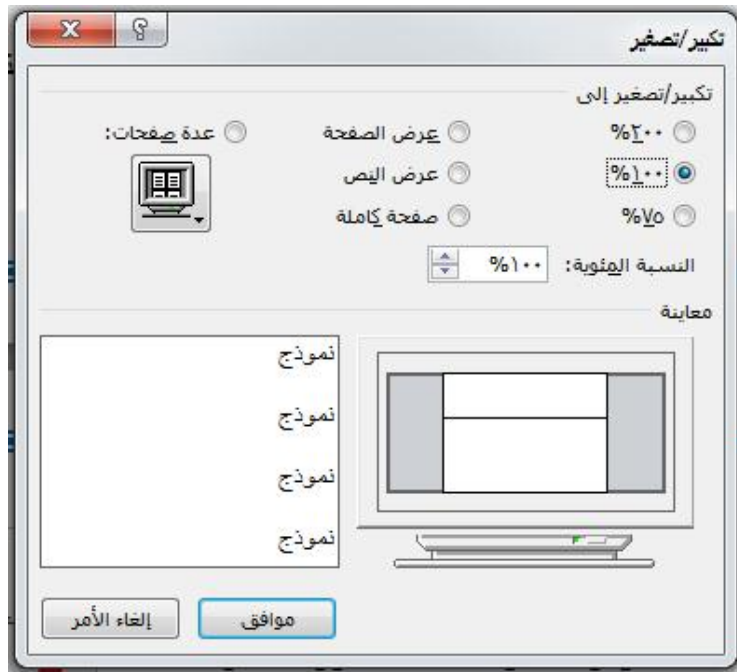 تكبير/تصغير
تكبير/تصغير إلى
٢٠٠%
عرض الصفحة
عدة صفحات:
١٠٠%
عرض النص
٧٥%
صفحة كاملة
النسبة المئوية: ١٠٠%
معاينة
نموذج
نموذج
نموذج
نموذج
موافق
إلغاء الأمر